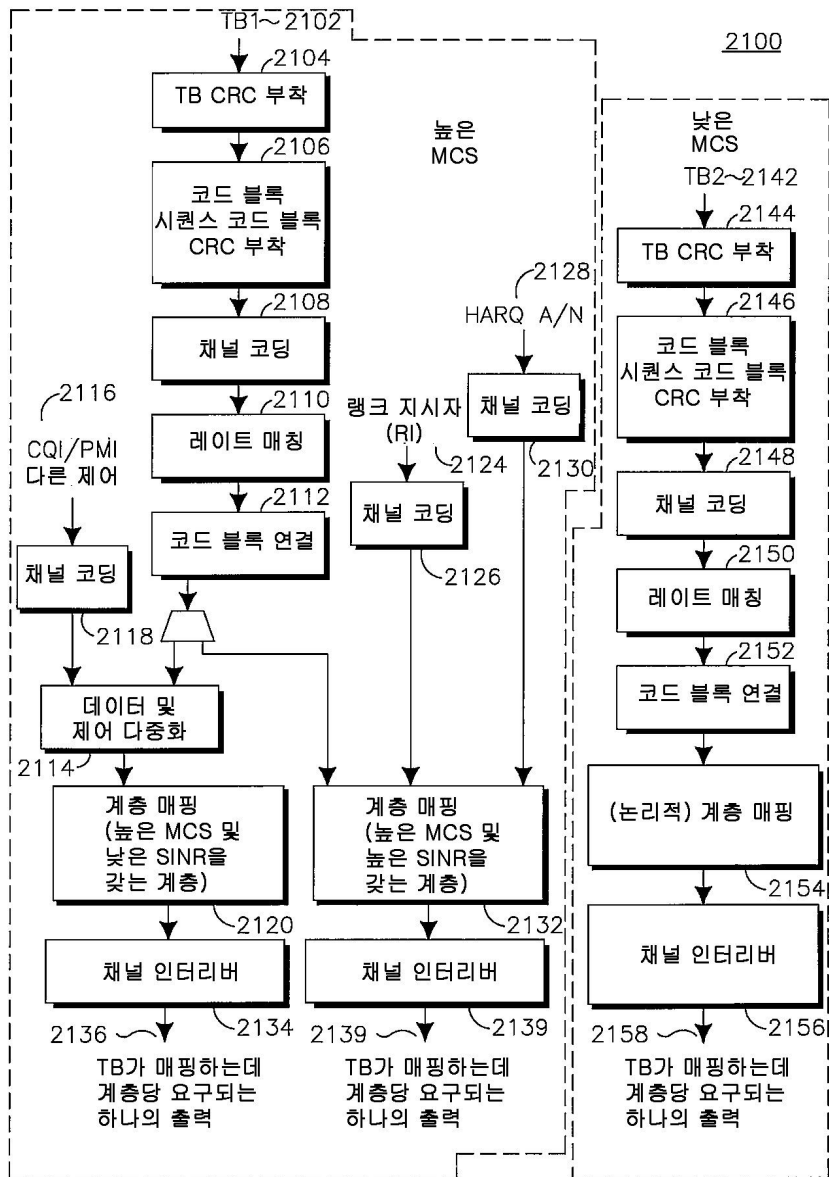 2100
TB1~2102
2104
TB CRC 부착
2106
코드 블록
시퀀스 코드 블록
CRC 부착
2108
채널 코딩
2110
레이트 매칭
2112
코드 블록 연결
높은
MCS
2116
CQI/PMI
다른 제어
채널 코딩
2118
데이터 및
제어 다중화
2114
랭크 지시자
(RI)
2124
채널 코딩
2126
2128
HARQ A/N
채널 코딩
2130
계층 매핑
(높은 MCS 및
낮은 SINR을
갖는 계층)
2120
채널 인터리버
2134
2136
TB가 매핑하는데
계층당 요구되는
하나의 출력
계층 매핑
(높은 MCS 및
높은 SINR을
갖는 계층)
2132
채널 인터리버
2139
2139
TB가 매핑하는데
계층당 요구되는
하나의 출력
낮은
MCS
TB2~2142
2144
TB CRC 부착
2146
코드 블록
시퀀스 코드 블록
CRC 부착
2148
채널 코딩
2150
레이트 매칭
2152
코드 블록 연결
(논리적) 계층 매핑
2154
채널 인터리버
2156
2158
TB가 매핑하는데
계층당 요구되는
하나의 출력